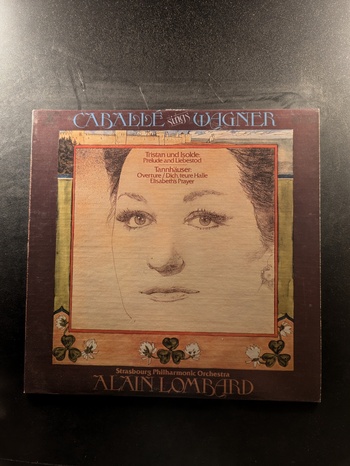 CABALLÉ sings WAGNER
Tristan und Isolde:
Prelude and Liebestod
Tannhäuser:
Overture / Dich, teure Halle
Elisabeth's Prayer
Strasbourg Philharmonic Orchestra
ALAIN LOMBARD